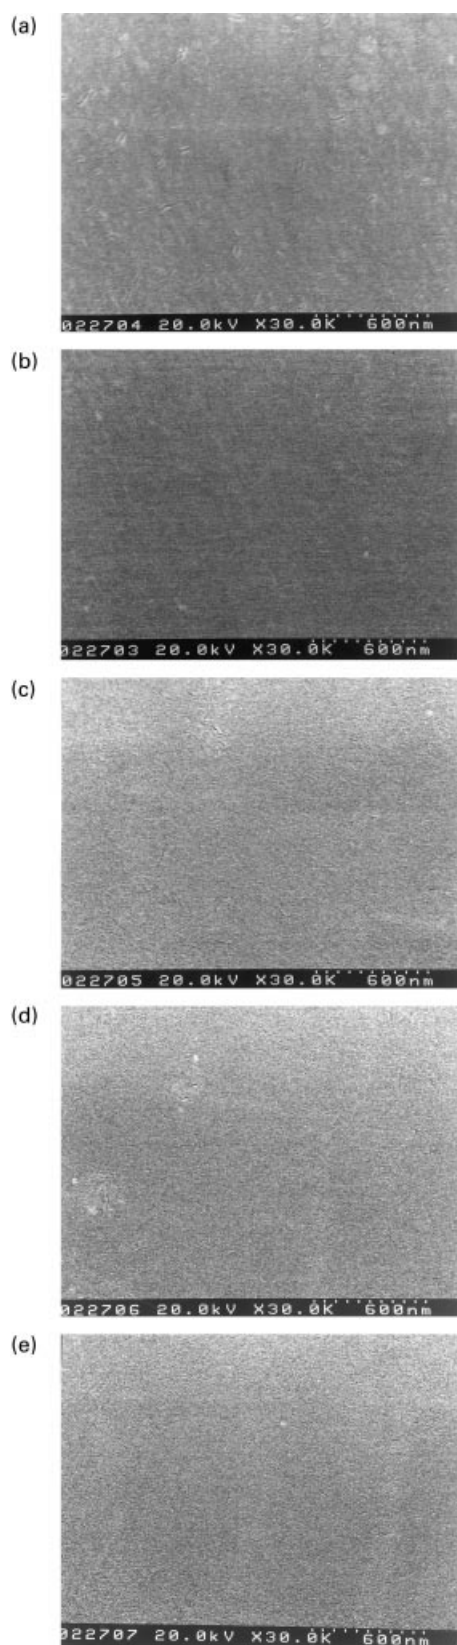 (a)
022704 20.0kV X30.0K 600nm
(b)
022703 20.0kV X30.0K 600nm
(c)
022705 20.0kV X30.0K 600nm
(d)
022706 20.0kV X30.0K 600nm
(e)
022707 20.0kV X30.0K 600nm